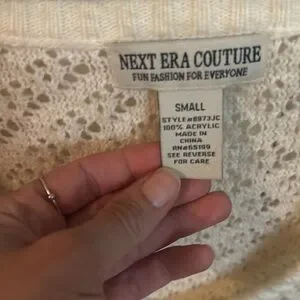 NEXT ERA COUTURE
FUN FASHION FOR EVERYONE
SMALL
STYLE#8973JC
100% ACRYLIC
MADE IN
CHINA
RN#65199
SEE REVERSE
FOR CARE